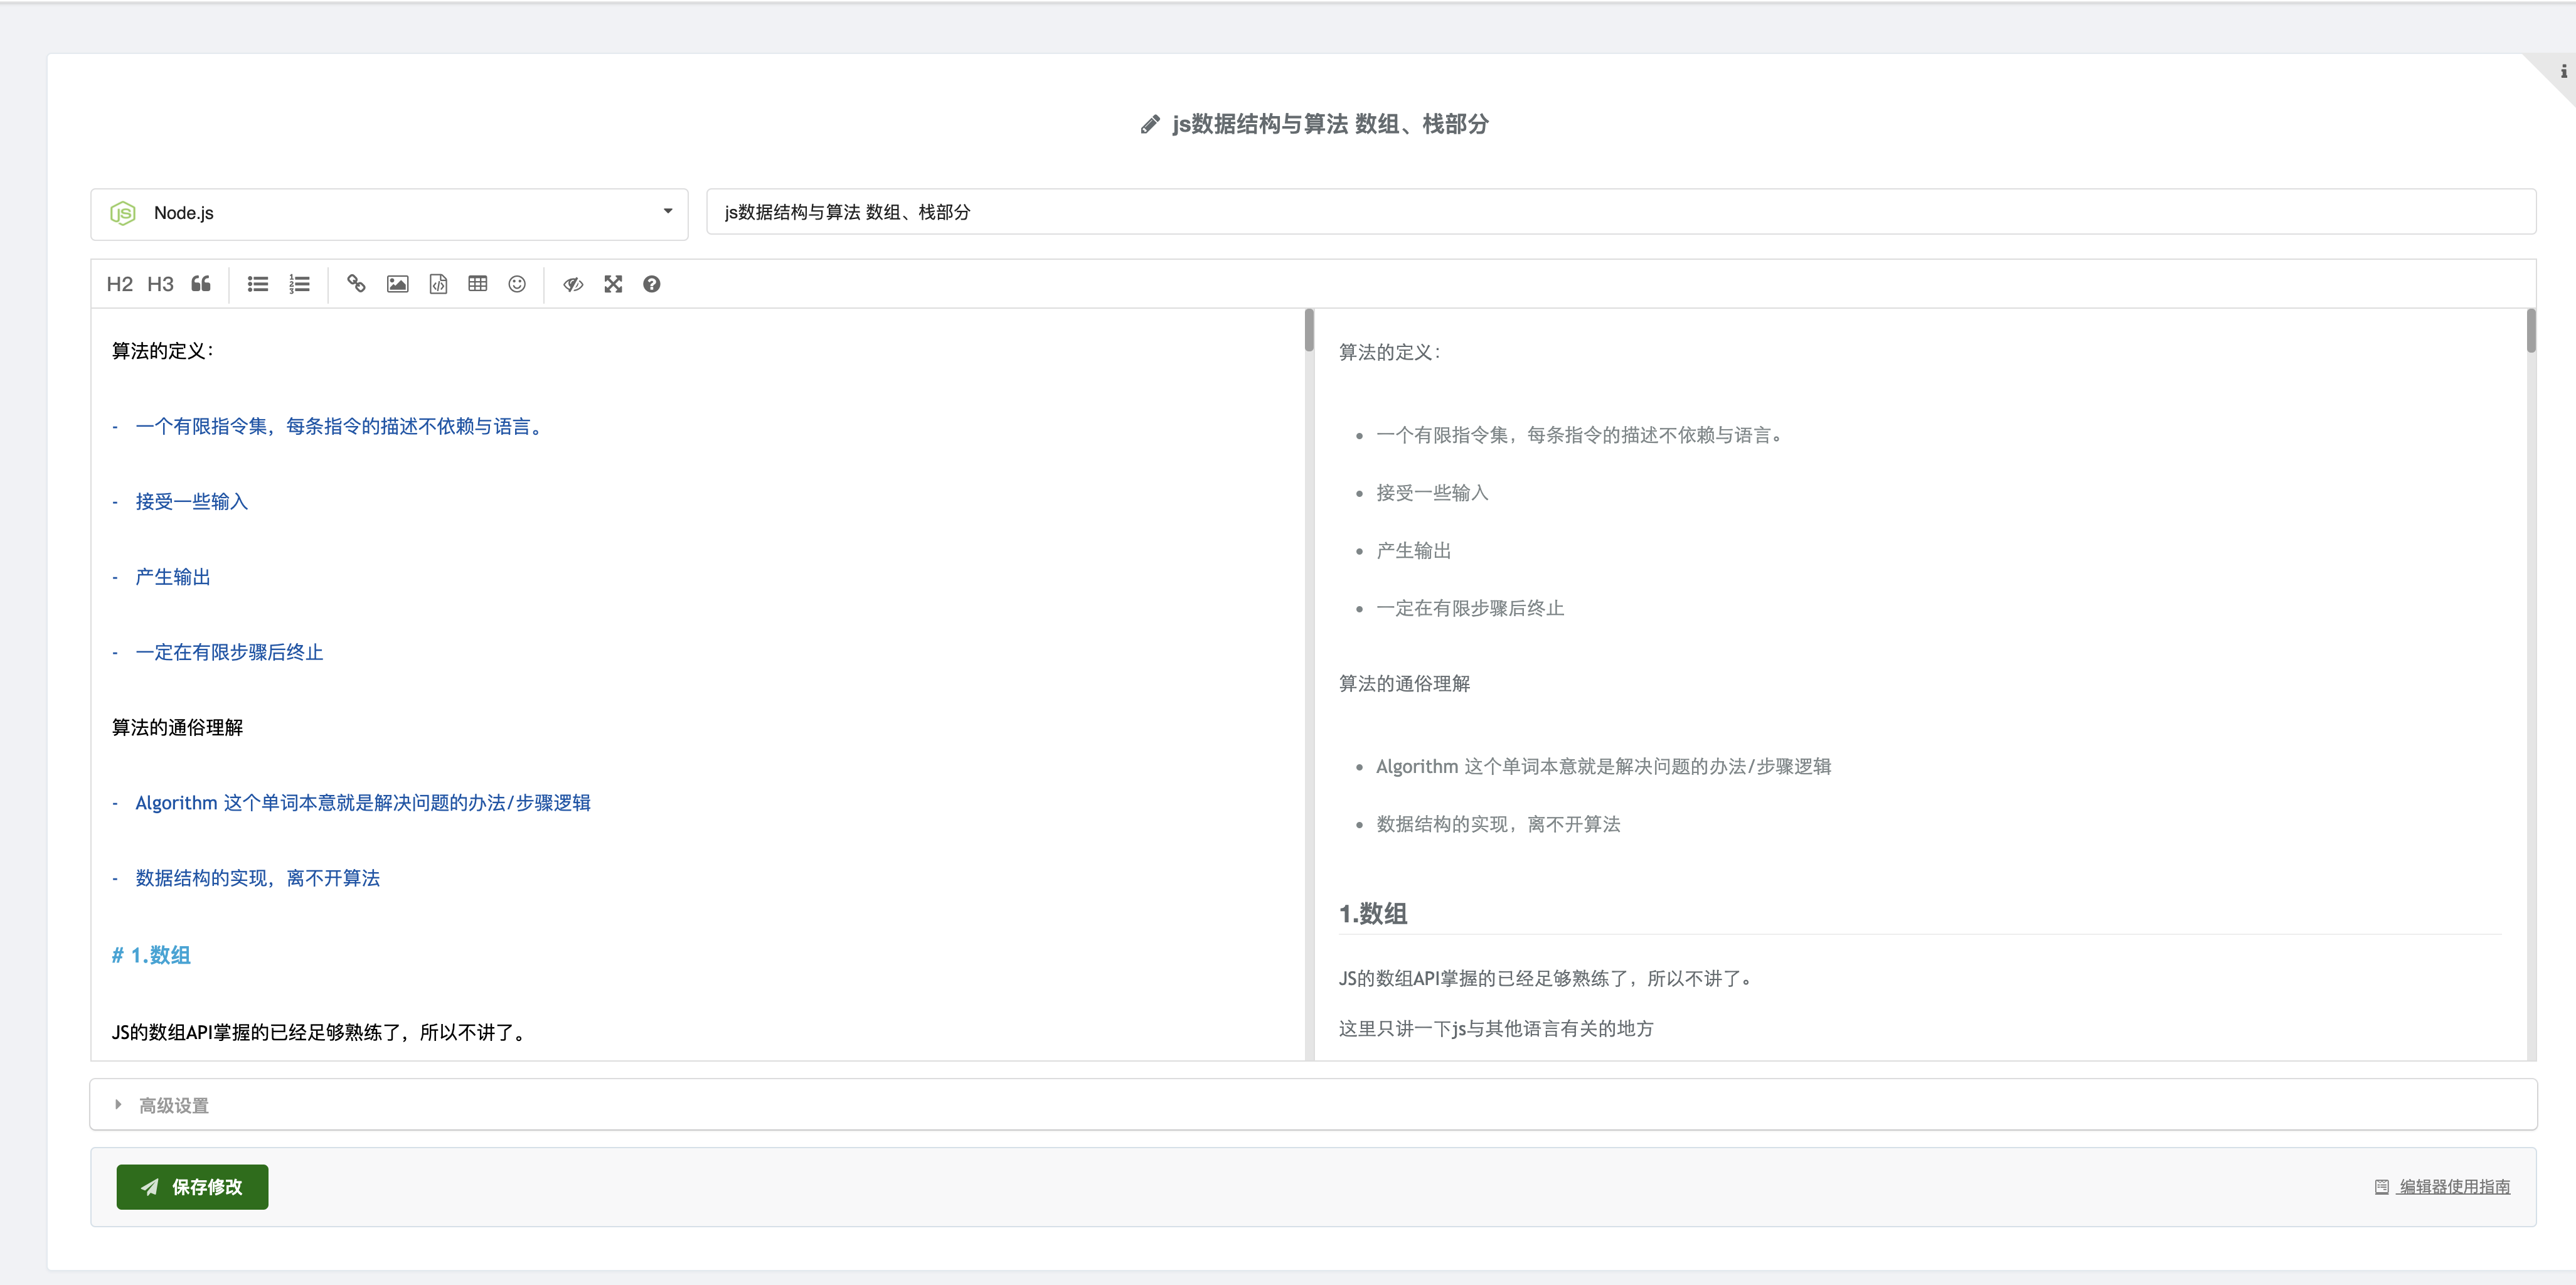 js数据结构与算法 数组、栈部分
Node.js
js数据结构与算法 数组、栈部分
H2 H3
算法的定义：
- 一个有限指令集，每条指令的描述不依赖与语言。
- 接受一些输入
- 产生输出
- 一定在有限步骤后终止
算法的通俗理解
- Algorithm 这个单词本意就是解决问题的办法/步骤逻辑
- 数据结构的实现，离不开算法
# 1.数组
JS的数组API掌握的已经足够熟练了，所以不讲了。
算法的定义：
• 一个有限指令集，每条指令的描述不依赖与语言。
• 接受一些输入
• 产生输出
• 一定在有限步骤后终止
算法的通俗理解
• Algorithm 这个单词本意就是解决问题的办法/步骤逻辑
• 数据结构的实现，离不开算法
1.数组
JS的数组API掌握的已经足够熟练了，所以不讲了。
这里只讲一下js与其他语言有关的地方
高级设置
保存修改
编辑器使用指南